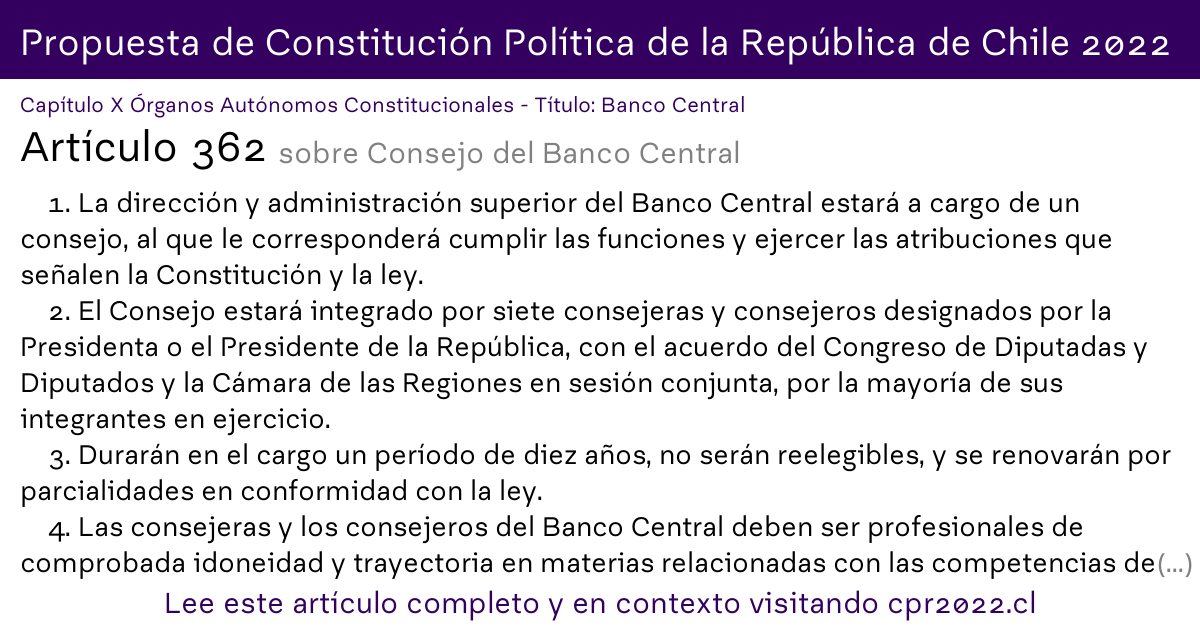 Propuesta de Constitución Política de la República de Chile 2022
Capítulo X Órganos Autónomos Constitucionales - Título: Banco Central
Artículo 362 sobre Consejo del Banco Central
1. La dirección y administración superior del Banco Central estará a cargo de un
consejo, al que le corresponderá cumplir las funciones y ejercer las atribuciones que
señalen la Constitución y la ley.
2. El Consejo estará integrado por siete consejeras y consejeros designados por la
Presidenta o el Presidente de la República, con el acuerdo del Congreso de Diputadas y
Diputados y la Cámara de las Regiones en sesión conjunta, por la mayoría de sus
integrantes en ejercicio.
3. Durarán en el cargo un período de diez años, no serán reelegibles, y se renovarán por
parcialidades en conformidad con la ley.
4. Las consejeras y los consejeros del Banco Central deben ser profesionales de
comprobada idoneidad y trayectoria en materias relacionadas con las competencias de(...)
Lee este artículo completo y en contexto visitando cpr2022.cl